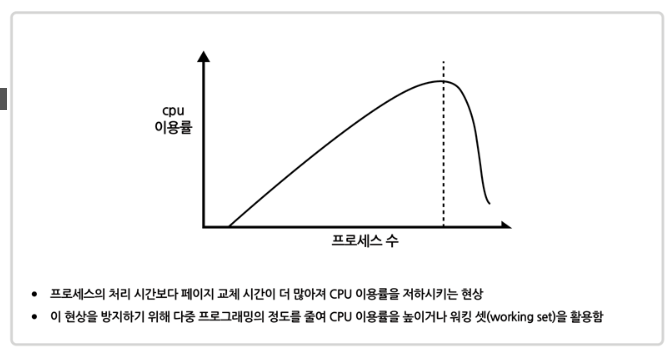 cpu
이용률
프로세스 수
• 프로세스의 처리 시간보다 페이지 교체 시간이 더 많아져 CPU 이용률을 저하시키는 현상
• 이 현상을 방지하기 위해 다중 프로그래밍의 정도를 줄여 CPU 이용률을 높이거나 워킹 셋(working set)을 활용함